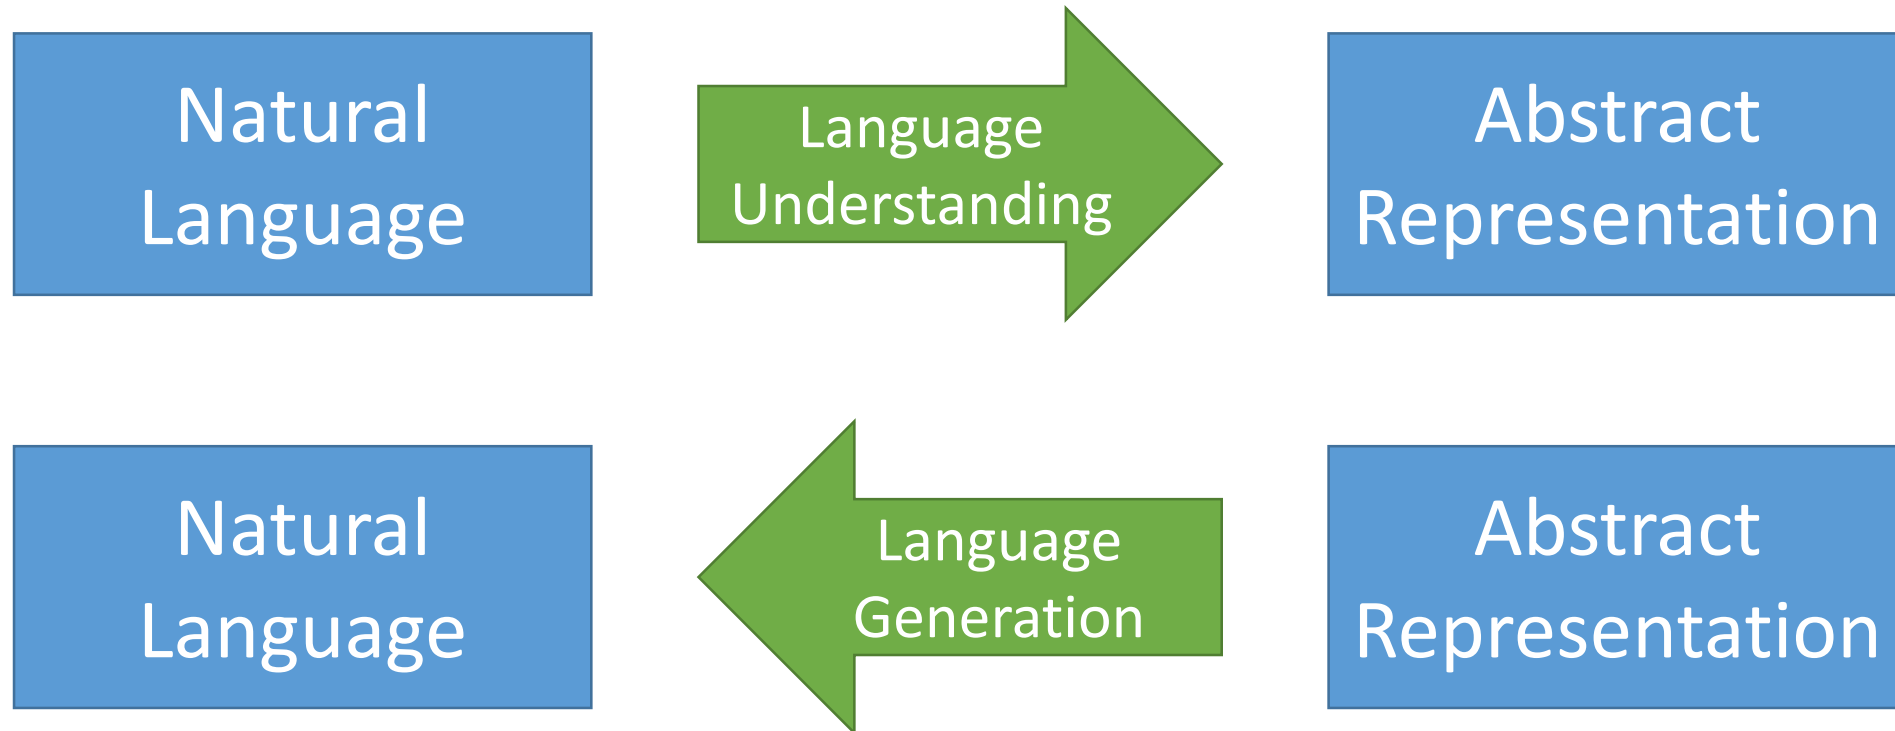 Natural
Language
Language
Understanding
Abstract
Representation
Natural
Language
Language
Generation
Abstract
Representation